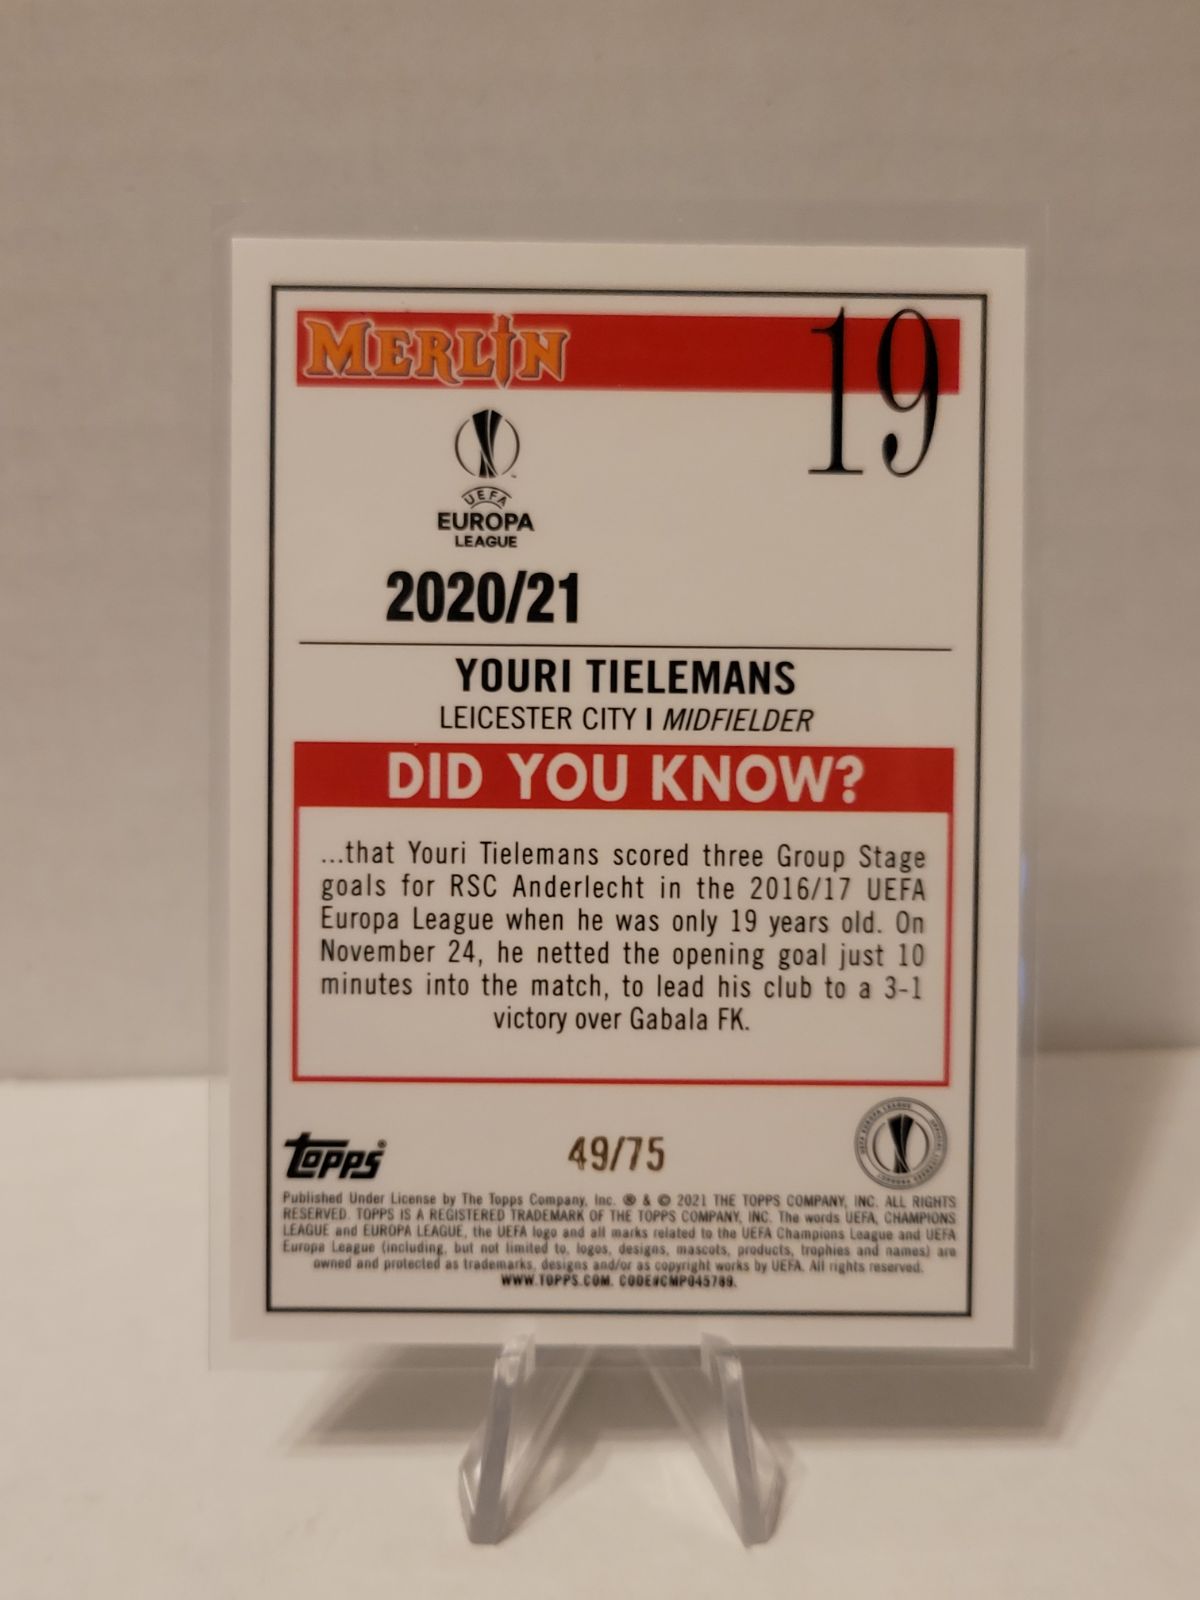 MERLIN
19
UEFA
EUROPA
LEAGUE
2020/21
YOURI TIELEMANS
LEICESTER CITY I MIDFIELDER
DID YOU KNOW?
...that Youri Tielemans scored three Group Stage
goals for RSC Anderlecht in the 2016/17 UEFA
Europa League when he was only 19 years old. On
November 24, he netted the opening goal just 10
minutes into the match, to lead his club to a 3-1
victory over Gabala FK.
Topps®
49/75
Published Under License by The Topps Company, Inc. ® & © 2021 THE TOPPS COMPANY, INC. ALL RIGHTS
RESERVED. TOPPS IS A REGISTERED TRADEMARK OF THE TOPPS COMPANY, INC. The words UEFA, CHAMPIONS
LEAGUE and EUROPA LEAGUE, the UEFA logo and all marks related to the UEFA Champions League and UEFA
Europa League (including, but not limited to, logos, designs, mascots, products, trophies and names) are
owned and protected as trademarks, designs and/or as copyright works by UEFA. All rights reserved.
WWW.TOPPS.COM. CODE#CMP045789.